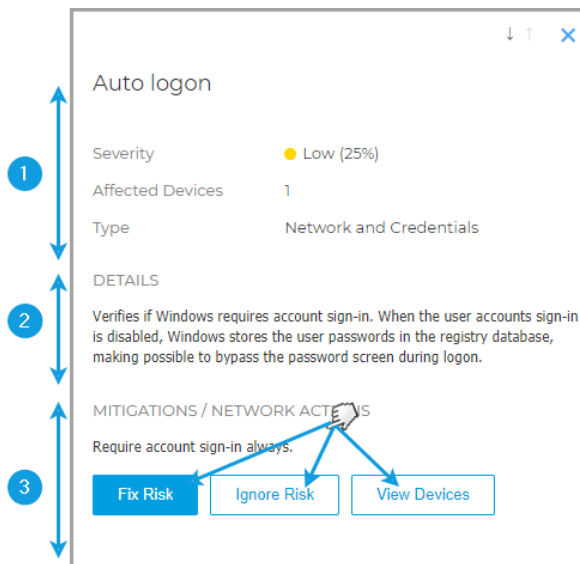 Auto logon
1
Severity Low (25%)
Affected Devices 1
Type Network and Credentials
2
DETAILS
Verifies if Windows requires account sign-in. When the user accounts sign-in
is disabled, Windows stores the user passwords in the registry database,
making possible to bypass the password screen during logon.
3
MITIGATIONS / NETWORK ACTIONS
Require account sign-in always.
Fix Risk Ignore Risk View Devices